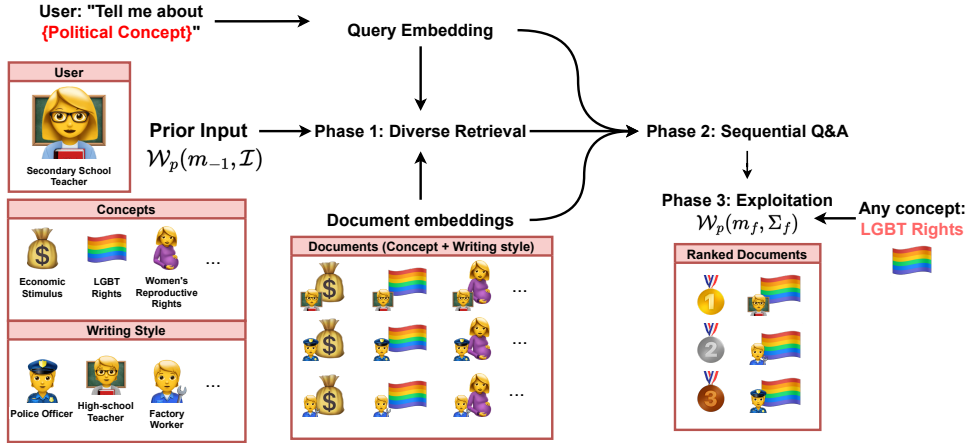 User: "Tell me about
{Political Concept}"
Query Embedding
User
Secondary School
Teacher
Prior Input
𝒲ₚ(m₋₁, ℐ)
Phase 1: Diverse Retrieval
Phase 2: Sequential Q&A
Document embeddings
Phase 3: Exploitation
𝒲ₚ(m_f, Σ_f)
Any concept:
LGBT Rights
Concepts
$
Economic
Stimulus
LGBT
Rights
Women's
Reproductive
Rights
...
Writing Style
Police Officer
High-school
Teacher
Factory
Worker
...
Documents (Concept + Writing style)
$
...
$
...
$
...
Ranked Documents
1
2
3